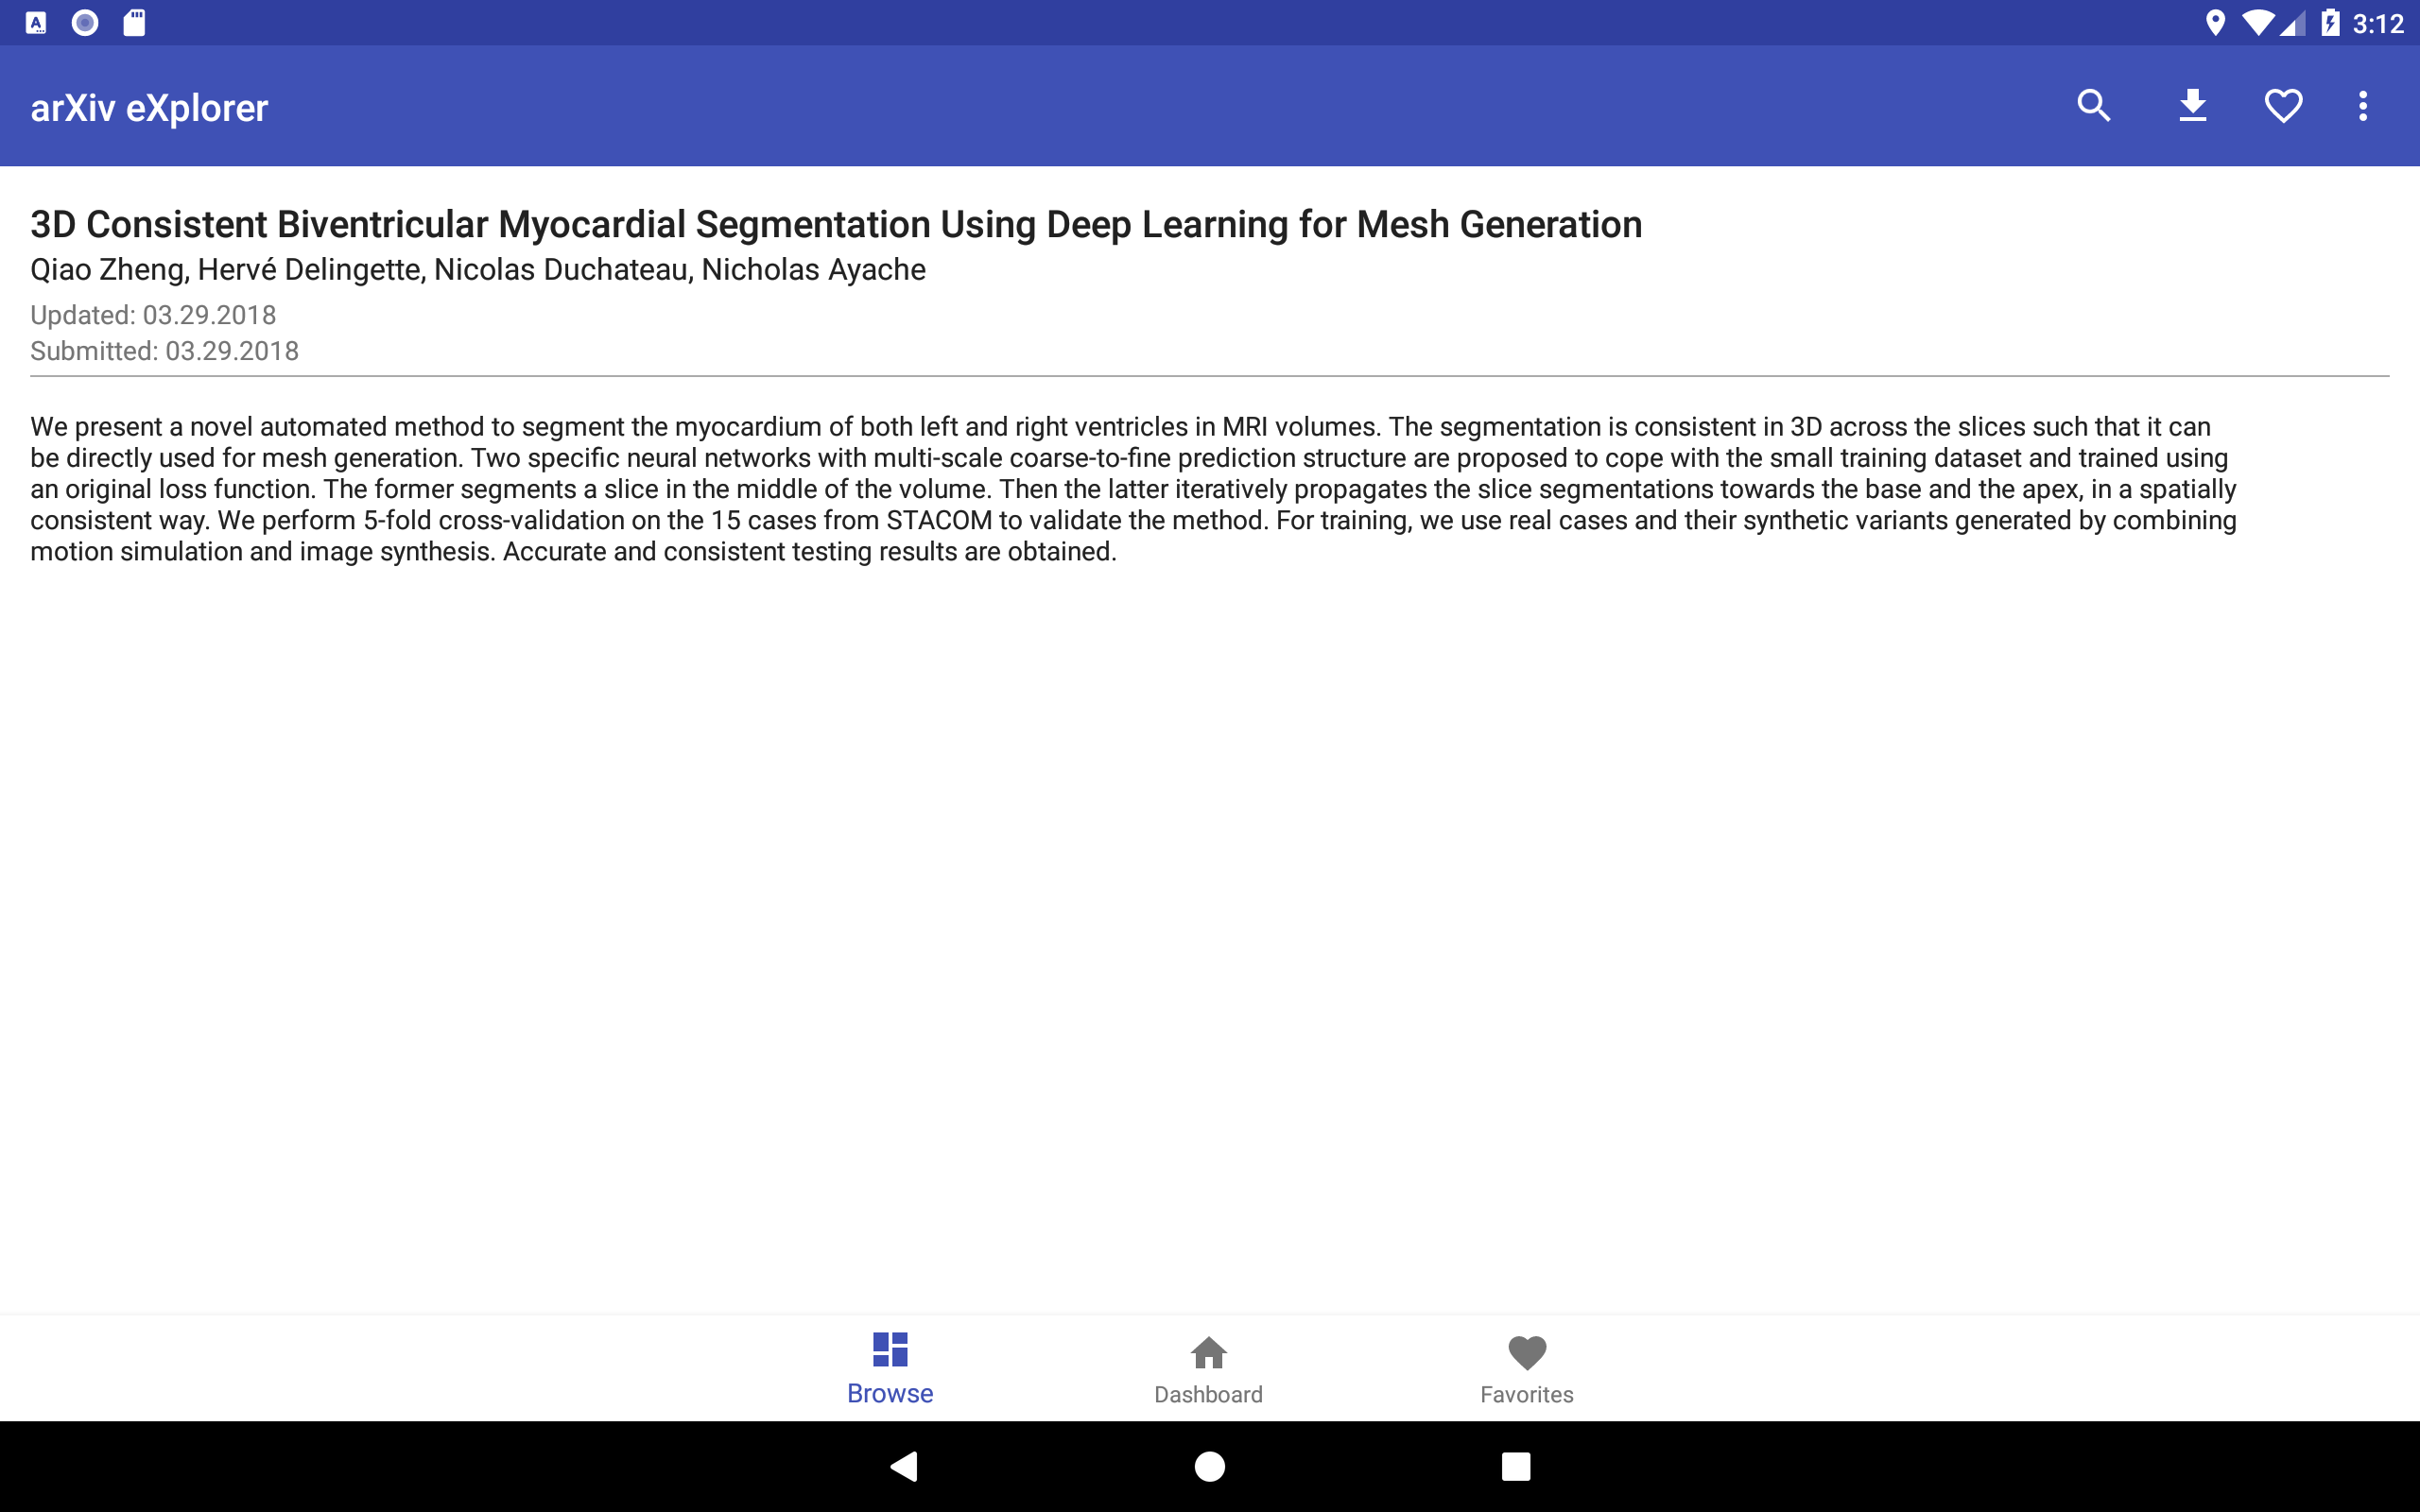 3:12
arXiv eXplorer
3D Consistent Biventricular Myocardial Segmentation Using Deep Learning for Mesh Generation
Qiao Zheng, Hervé Delingette, Nicolas Duchateau, Nicholas Ayache
Updated: 03.29.2018
Submitted: 03.29.2018
We present a novel automated method to segment the myocardium of both left and right ventricles in MRI volumes. The segmentation is consistent in 3D across the slices such that it can
be directly used for mesh generation. Two specific neural networks with multi-scale coarse-to-fine prediction structure are proposed to cope with the small training dataset and trained using
an original loss function. The former segments a slice in the middle of the volume. Then the latter iteratively propagates the slice segmentations towards the base and the apex, in a spatially
consistent way. We perform 5-fold cross-validation on the 15 cases from STACOM to validate the method. For training, we use real cases and their synthetic variants generated by combining
motion simulation and image synthesis. Accurate and consistent testing results are obtained.
Browse
Dashboard
Favorites